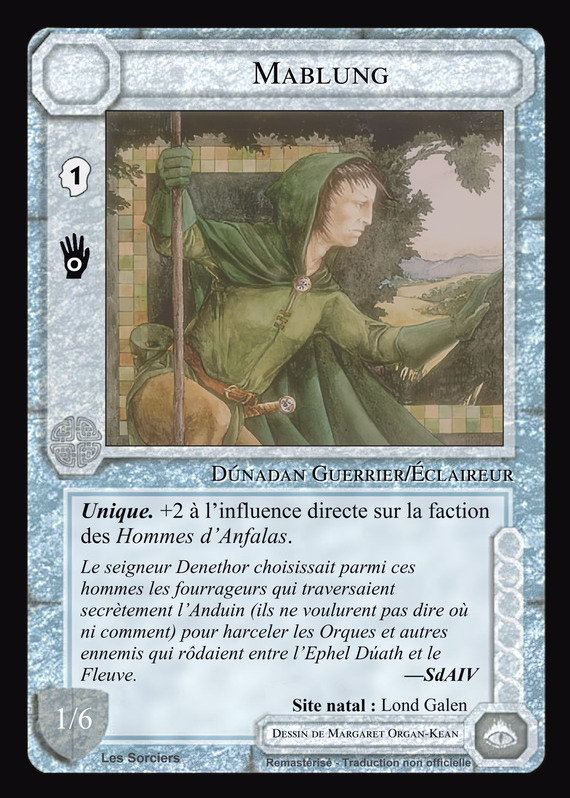 Mablung
1
0
Dúnadan Guerrier/Éclaireur
Unique. +2 à l'influence directe sur la faction
des Hommes d'Anfalas.
Le seigneur Denethor choisissait parmi ces
hommes les fourrageurs qui traversaient
secrètement l'Anduin (ils ne voulurent pas dire où
ni comment) pour harceler les Orques et autres
ennemis qui rôdaient entre l'Ephel Dúath et le
Fleuve. —SdAIV
Site natal : Lond Galen
1/6
Dessin de Margaret Organ-Kean
Les Sorciers
Remastérisé - Traduction non officielle